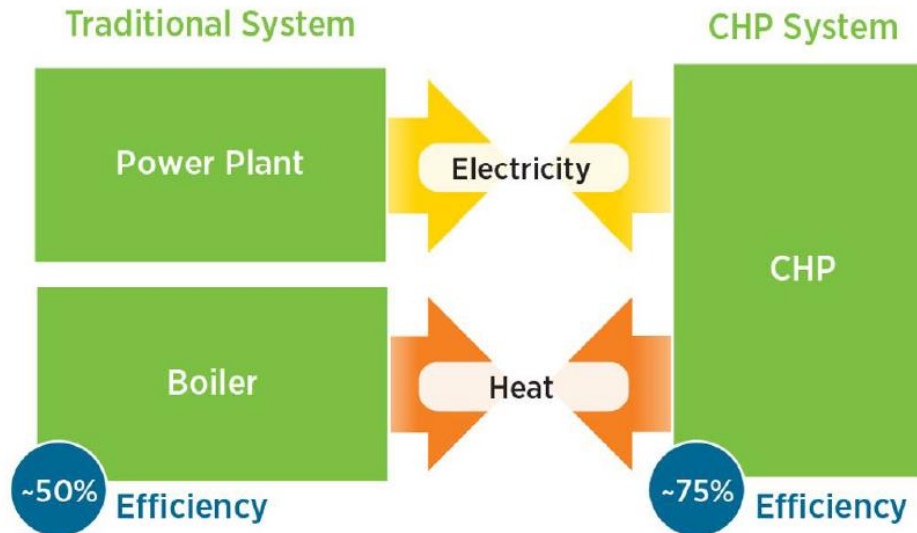 Traditional System
CHP System
Power Plant
Electricity
CHP
Boiler
Heat
~50%
Efficiency
~75%
Efficiency